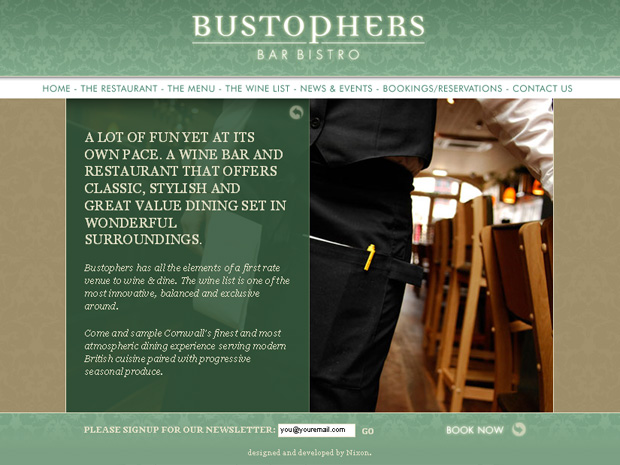 BUSTOPHERS
BAR BISTRO
HOME - THE RESTAURANT - THE MENU - THE WINE LIST - NEWS & EVENTS - BOOKINGS/RESERVATIONS - CONTACT US
A LOT OF FUN YET AT ITS
OWN PACE. A WINE BAR AND
RESTAURANT THAT OFFERS
CLASSIC, STYLISH AND
GREAT VALUE DINING SET IN
WONDERFUL
SURROUNDINGS.
Bustophers has all the elements of a first rate
venue to wine & dine. The wine list is one of the
most innovative, balanced and exclusive
around.
Come and sample Cornwall's finest and most
atmospheric dining experience serving modern
British cuisine paired with progressive
seasonal produce.
PLEASE SIGNUP FOR OUR NEWSLETTER: you@youremail.com GO
BOOK NOW
designed and developed by Nixon.